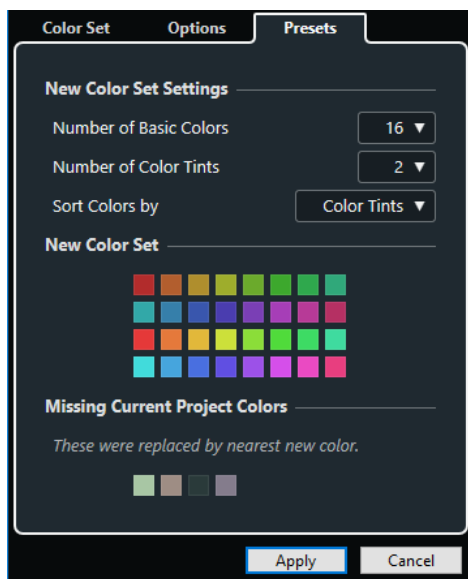 Color Set Options Presets
New Color Set Settings
Number of Basic Colors 16
Number of Color Tints 2
Sort Colors by Color Tints
New Color Set
Missing Current Project Colors
These were replaced by nearest new color.
Apply Cancel